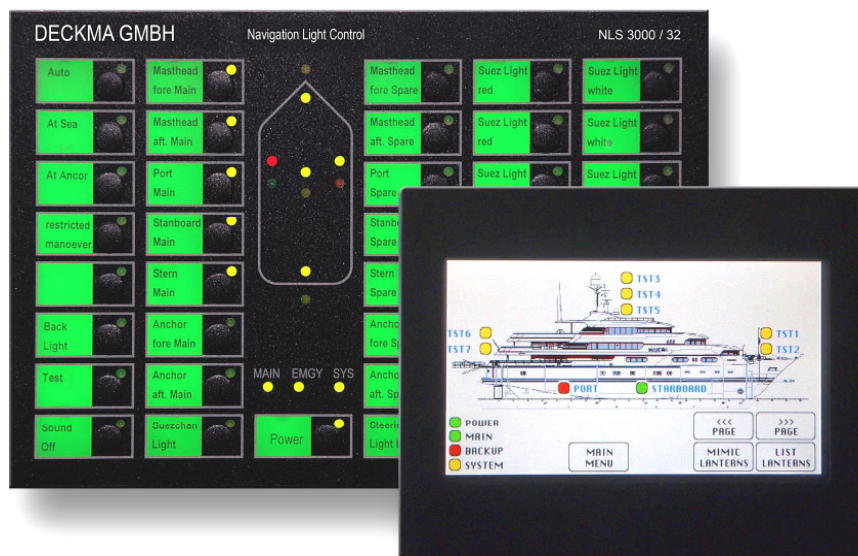 DECKMA GMBH
Navigation Light Control
NLS 3000 / 32
Auto
At Sea
At Ancor
restricted
manoever
Back
Light
Test
Sound
Off
Masthead
fore Main
Masthead
aft. Main
Port
Main
Stanboard
Main
Stern
Main
Anchor
fore Main
Anchor
aft. Main
Light
MAIN EMGY SYS
Power
Masthead
fore Spare
Masthead
aft. Spare
Port
Spare
Spare
Stern
Spare
Suez Light
red
Suez Light
red
Suez Light
Suez Light
white
Suez Light
white
Suez Light
TST3
TST4
TST5
TST6
TST7
TST1
TST2
PORT
STARBOARD
POWER
MAIN
BACKUP
SYSTEM
MAIN
MENU
<<<
PAGE
>>>
PAGE
MIMIC
LANTERNS
LIST
LANTERNS